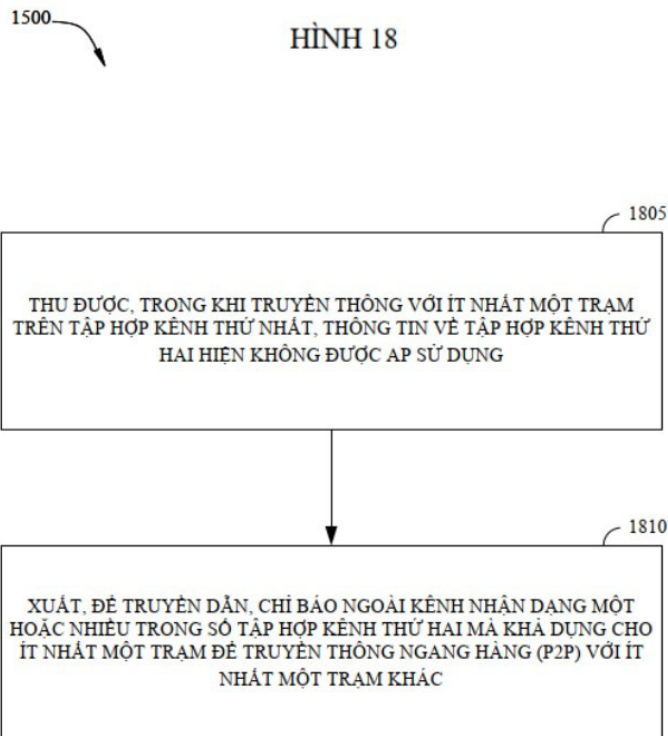 1500
HÌNH 18
1805
THU ĐƯỢC, TRONG KHI TRUYỀN THÔNG VỚI ÍT NHẤT MỘT TRẠM
TRÊN TẬP HỢP KÊNH THỨ NHẤT, THÔNG TIN VỀ TẬP HỢP KÊNH THỨ
HAI HIỆN KHÔNG ĐƯỢC AP SỬ DỤNG
1810
XUẤT, ĐỂ TRUYỀN DẪN, CHỈ BÁO NGOÀI KÊNH NHẬN DẠNG MỘT
HOẶC NHIỀU TRONG SỐ TẬP HỢP KÊNH THỨ HAI MÀ KHẢ DỤNG CHO
ÍT NHẤT MỘT TRẠM ĐỂ TRUYỀN THÔNG NGANG HÀNG (P2P) VỚI ÍT
NHẤT MỘT TRẠM KHÁC